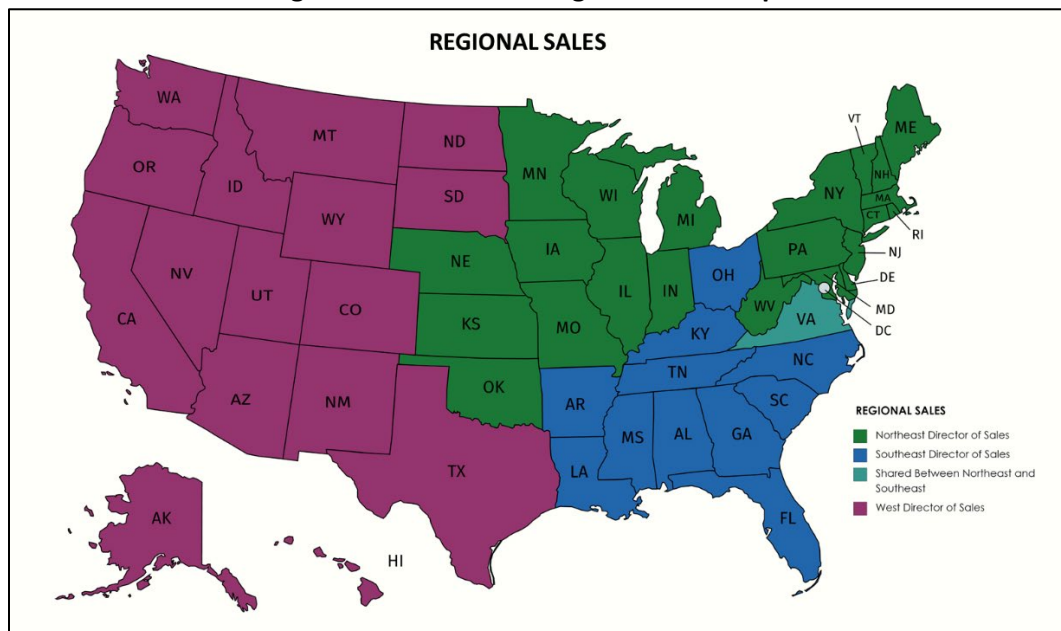 REGIONAL SALES
WA
MT
ND
MN
VT
ME
OR
ID
SD
WI
NY
NH
MA
WY
MI
CT
RI
IA
PA
NJ
NE
OH
NV
IL
IN
DE
UT
WV
MD
CO
VA
CA
KS
MO
KY
DC
NC
TN
OK
AZ
NM
AR
SC
MS
AL
GA
REGIONAL SALES
Northeast Director of Sales
TX
LA
Southeast Director of Sales
Shared Between Northeast and
Southeast
AK
FL
West Director of Sales
HI